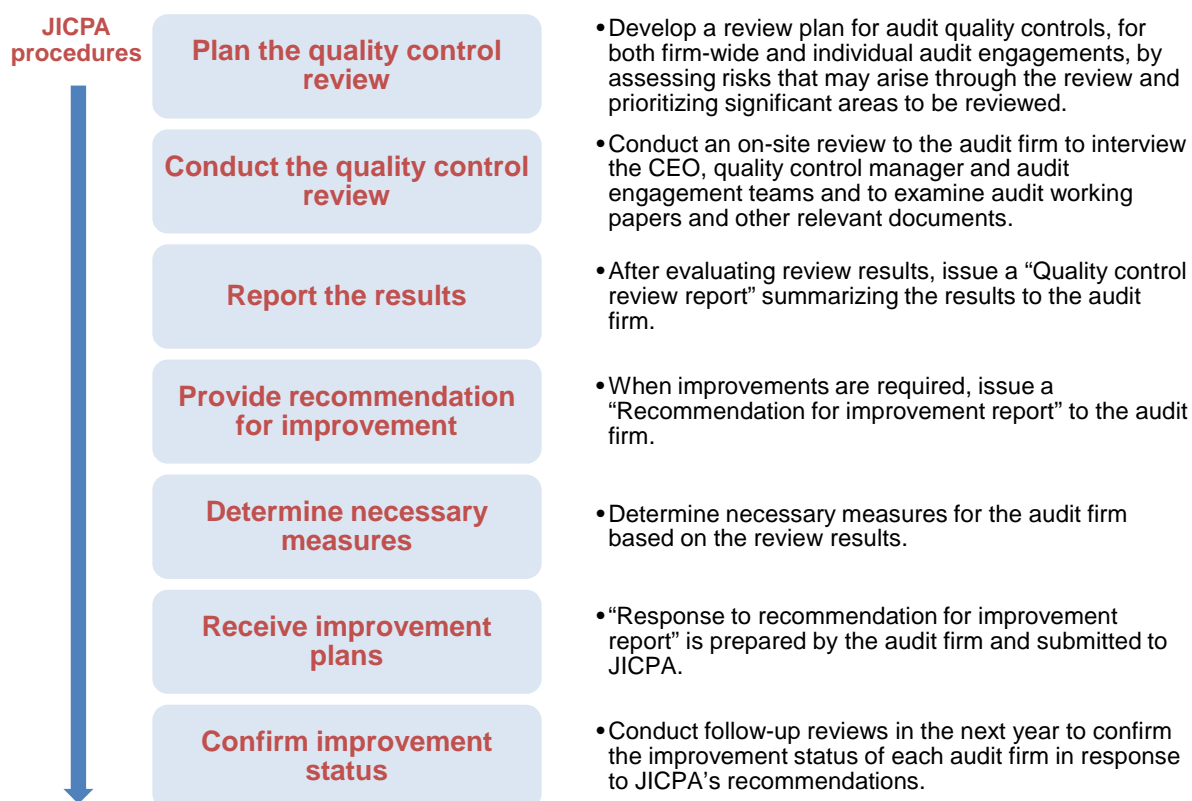 JICPA
procedures
Plan the quality control
review
•Develop a review plan for audit quality controls, for
both firm-wide and individual audit engagements, by
assessing risks that may arise through the review and
prioritizing significant areas to be reviewed.
Conduct the quality control
review
•Conduct an on-site review to the audit firm to interview
the CEO, quality control manager and audit
engagement teams and to examine audit working
papers and other relevant documents.
Report the results
•After evaluating review results, issue a “Quality control
review report” summarizing the results to the audit
firm.
Provide recommendation
for improvement
•When improvements are required, issue a
“Recommendation for improvement report” to the audit
firm.
Determine necessary
measures
•Determine necessary measures for the audit firm
based on the review results.
Receive improvement
plans
•“Response to recommendation for improvement
report” is prepared by the audit firm and submitted to
JICPA.
Confirm improvement
status
•Conduct follow-up reviews in the next year to confirm
the improvement status of each audit firm in response
to JICPA’s recommendations.